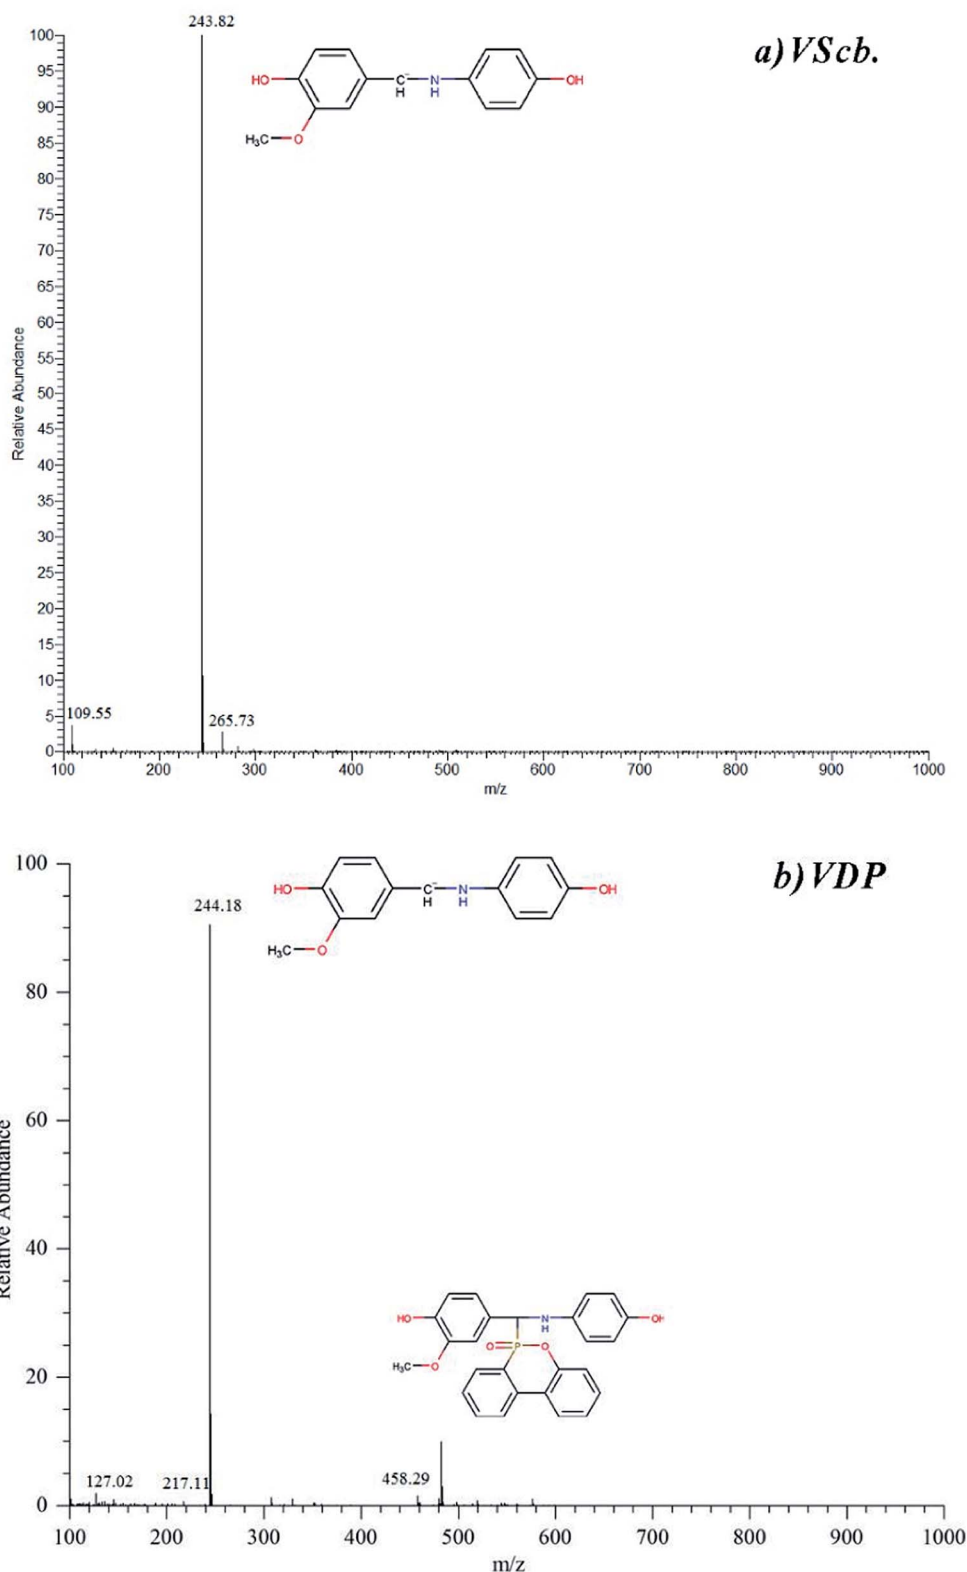 243.82
a) VScb.
100
95
90
85
80
75
70
65
60
55
50
45
40
35
30
25
20
15
10
5
0
Relative Abundance
HO
C⁻
H
N
H
OH
H₃C
O
109.55
265.73
100 200 300 400 500 600 700 800 900 1000
m/z
b) VDP
100
80
60
40
20
0
Relative Abundance
244.18
HO
C⁻
H
N
H
OH
H₃C
O
HO
NH
OH
O
P
O
H₃C
O
127.02
217.11
458.29
100 200 300 400 500 600 700 800 900 1000
m/z